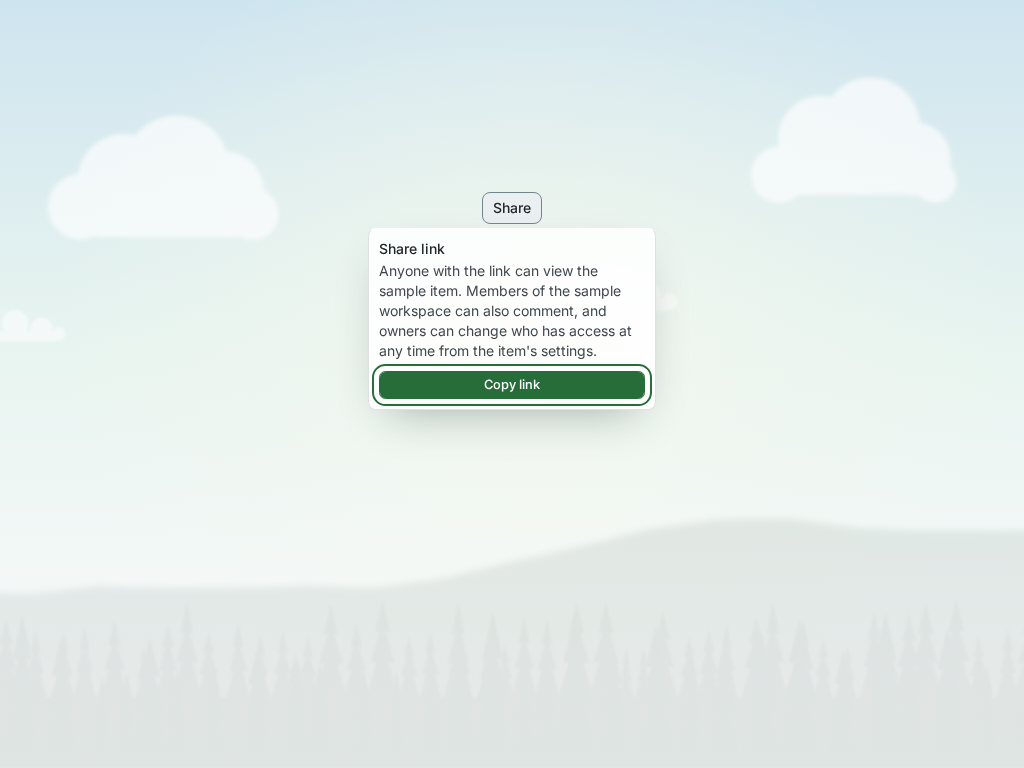 Share
Share link
Anyone with the link can view the
sample item. Members of the sample
workspace can also comment, and
owners can change who has access at
any time from the item's settings.
Copy link